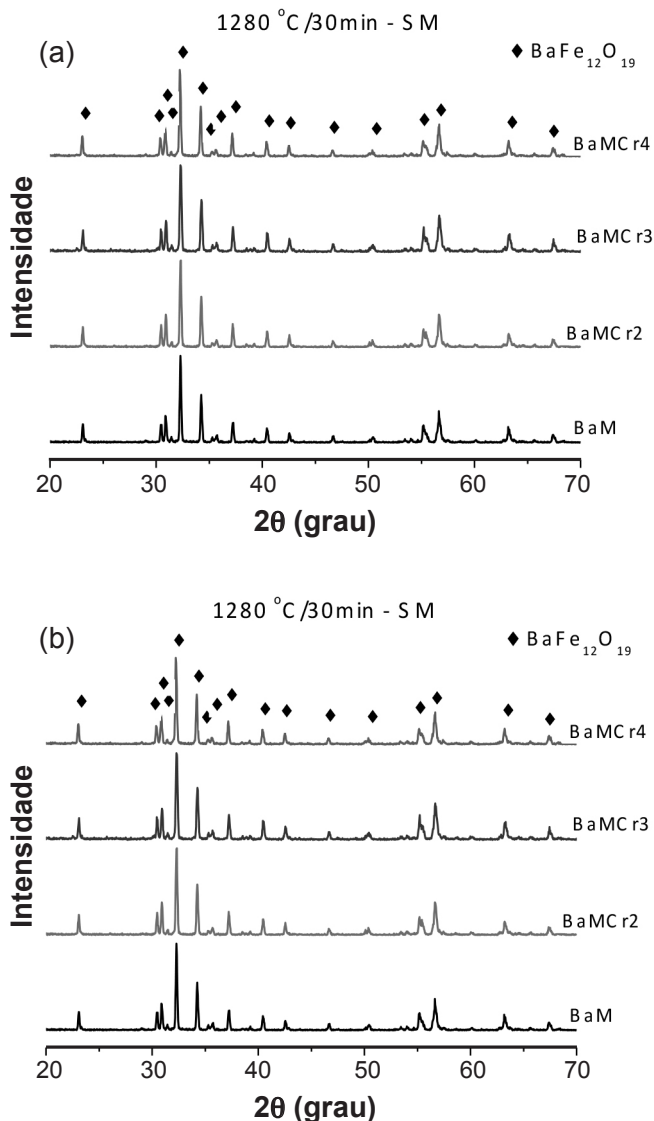 1280 °C/30min - SM
(a)
BaFe12O19
BaMCr4
BaMCr3
BaMCr2
BaM
Intensidade
20 30 40 50 60 70
2θ (grau)
1280 °C/30min - SM
(b)
BaFe12O19
BaMCr4
BaMCr3
BaMCr2
BaM
Intensidade
20 30 40 50 60 70
2θ (grau)